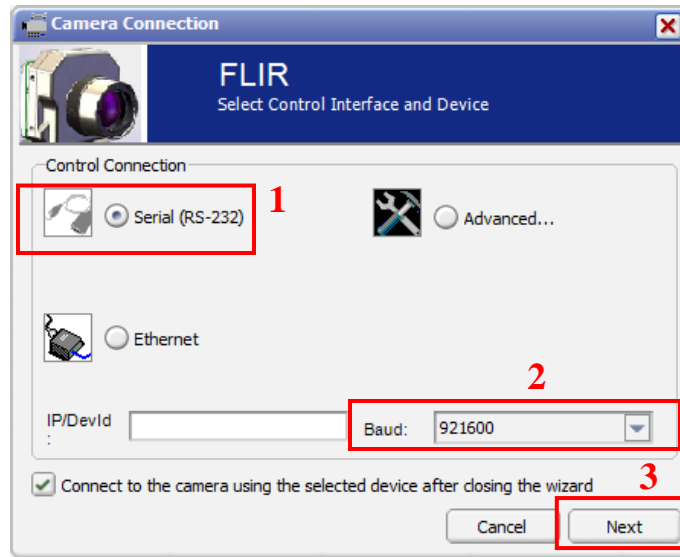 Camera Connection
FLIR
Select Control Interface and Device
Control Connection
Serial (RS-232)
1
Advanced...
Ethernet
2
IP/DevId
:
Baud:
921600
Connect to the camera using the selected device after closing the wizard
3
Cancel
Next